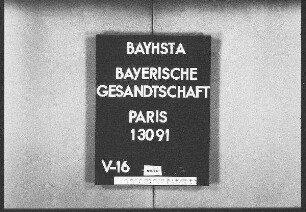 BAYHSTA
BAYERISCHE
GESANDTSCHAFT
PARIS
13091
V-16